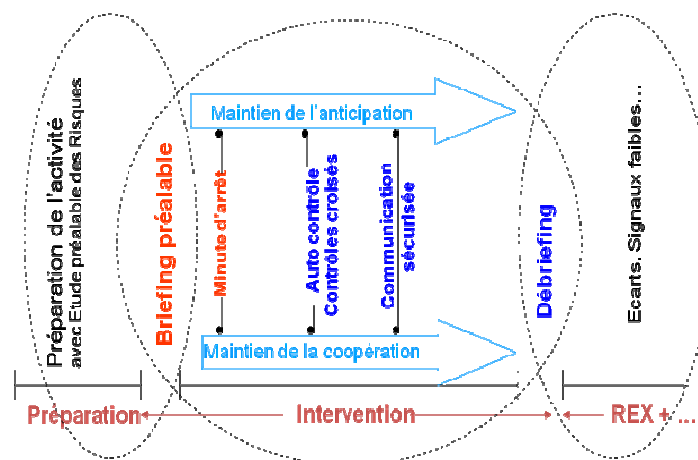 Préparation de l'activité
avec Etude préalable des Risques
Briefing préalable
Maintien de l'anticipation
Minute d'arrêt
Auto contrôle
Contrôles croisés
Communication
sécurisée
Maintien de la coopération
Débriefing
Ecarts. Signaux faibles...
Préparation
Intervention
REX + ...